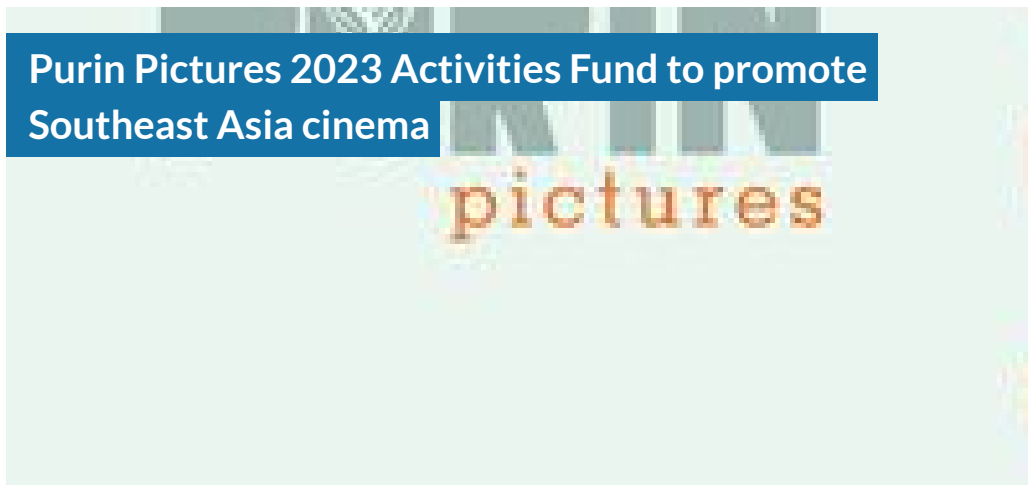 Purin Pictures 2023 Activities Fund to promote
Southeast Asia cinema
pictures